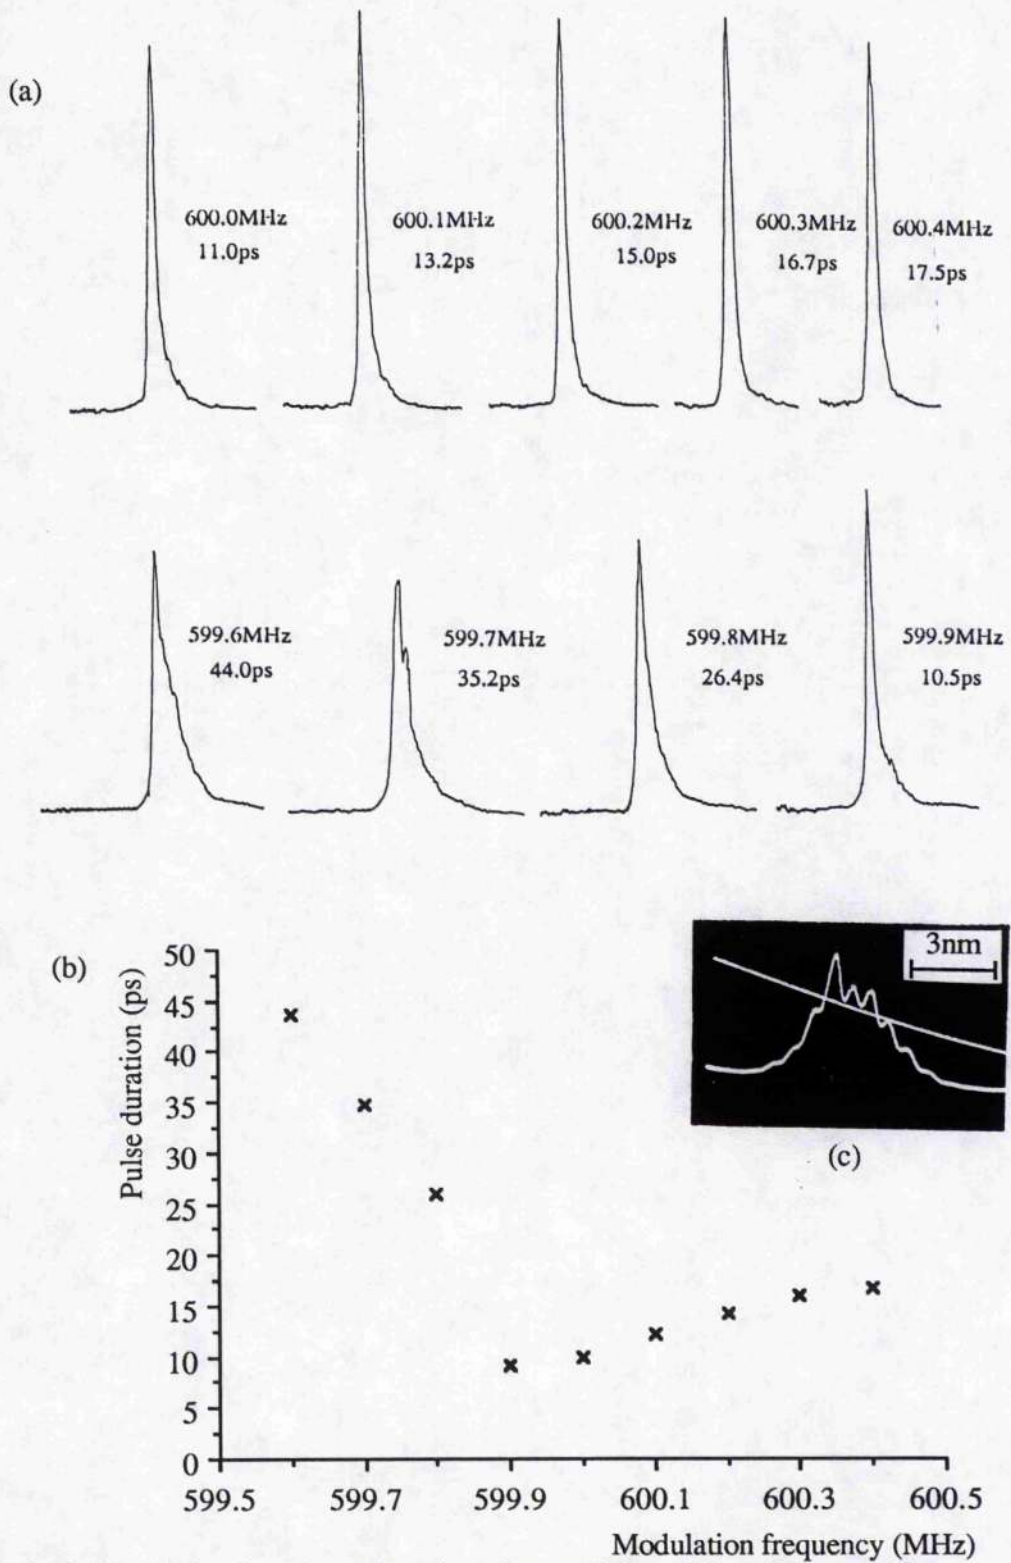 (a)
600.0MHz
11.0ps
600.1MHz
13.2ps
600.2MHz
15.0ps
600.3MHz
16.7ps
600.4MHz
17.5ps
599.6MHz
44.0ps
599.7MHz
35.2ps
599.8MHz
26.4ps
599.9MHz
10.5ps
(b)
Pulse duration (ps)
50
45
40
35
30
25
20
15
10
5
0
599.5
599.7
599.9
600.1
600.3
600.5
Modulation frequency (MHz)
3nm
(c)